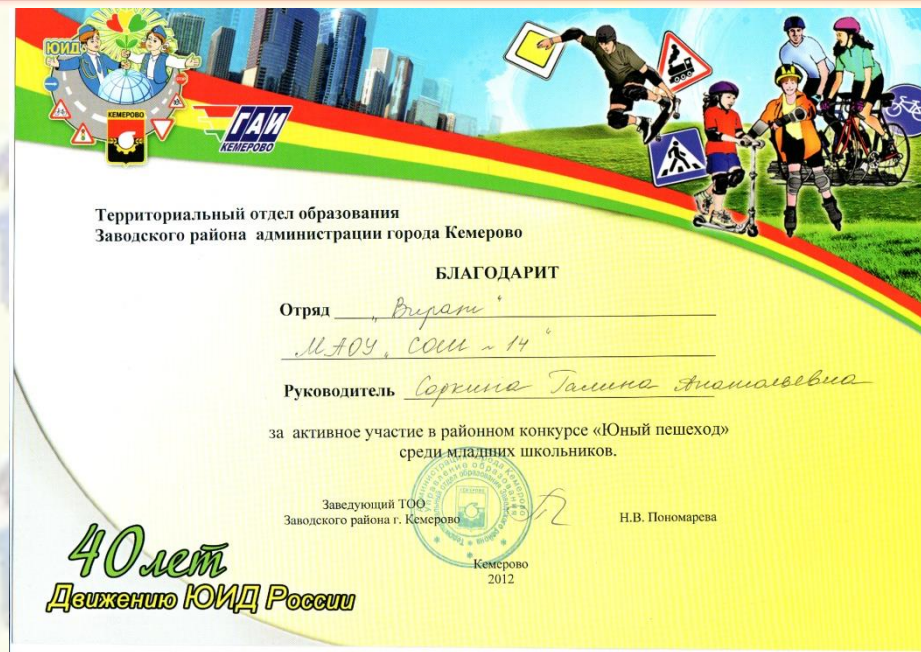 ЮИД
КЕМЕРОВО
ГАИ
КЕМЕРОВО
Территориальный отдел образования
Заводского района администрации города Кемерово
БЛАГОДАРИТ
Отряд „Вираж“
МАОУ „СОШ ~ 14“
Руководитель Соркина Галина Анатольевна
за активное участие в районном конкурсе «Юный пешеход»
среди младших школьников.
Заведующий ТОО
Заводского района г. Кемерово
Н.В. Пономарева
Кемерово
2012
40 лет
Движению ЮИД России